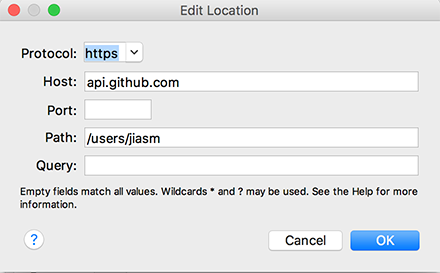 Edit Location
Protocol: https
Host: api.github.com
Port:
Path: /users/jiasm
Query:
Empty fields match all values. Wildcards * and ? may be used. See the Help for more
information.
? Cancel OK